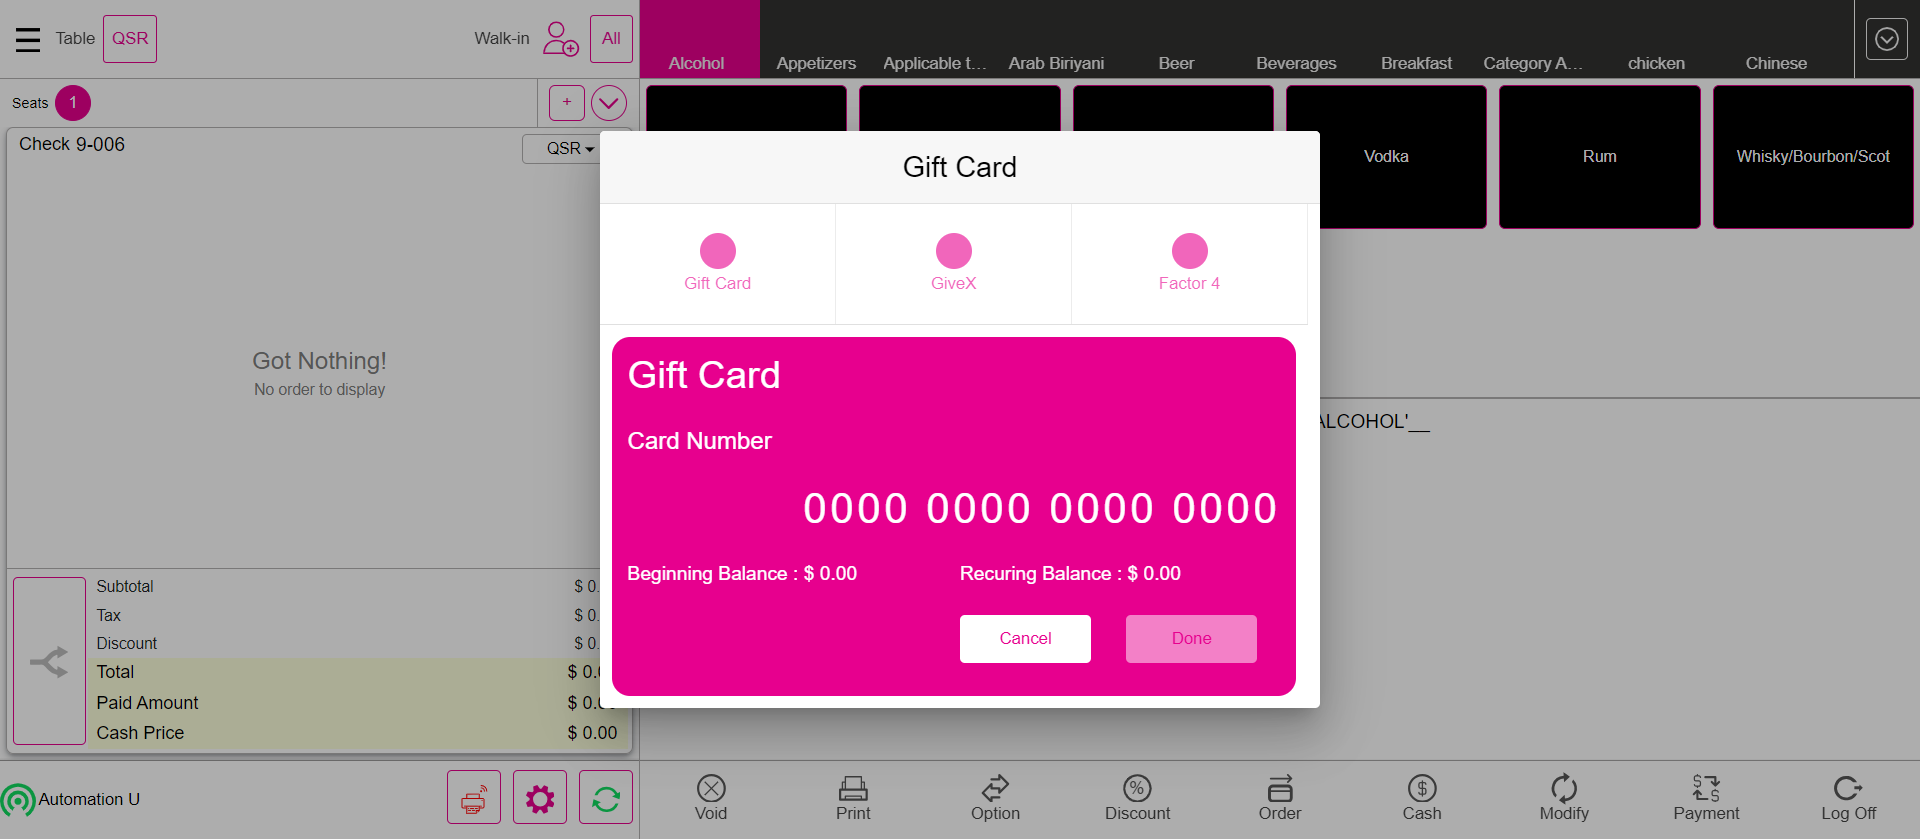 Table QSR Walk-in All
Alcohol Appetizers Applicable t... Arab Biriyani Beer Beverages Breakfast Category A... chicken Chinese
Seats 1 +
Check 9-006 QSR
Vodka Rum Whisky/Bourbon/Scot
Gift Card
Gift Card GiveX Factor 4
Got Nothing!
No order to display
Gift Card
Card Number
ALCOHOL'__
0000 0000 0000 0000
Beginning Balance : $ 0.00 Recuring Balance : $ 0.00
Cancel Done
Subtotal $ 0.
Tax $ 0.
Discount $ 0.
Total $ 0.
Paid Amount $ 0.00
Cash Price $ 0.00
Automation U
Void Print Option Discount Order Cash Modify Payment Log Off